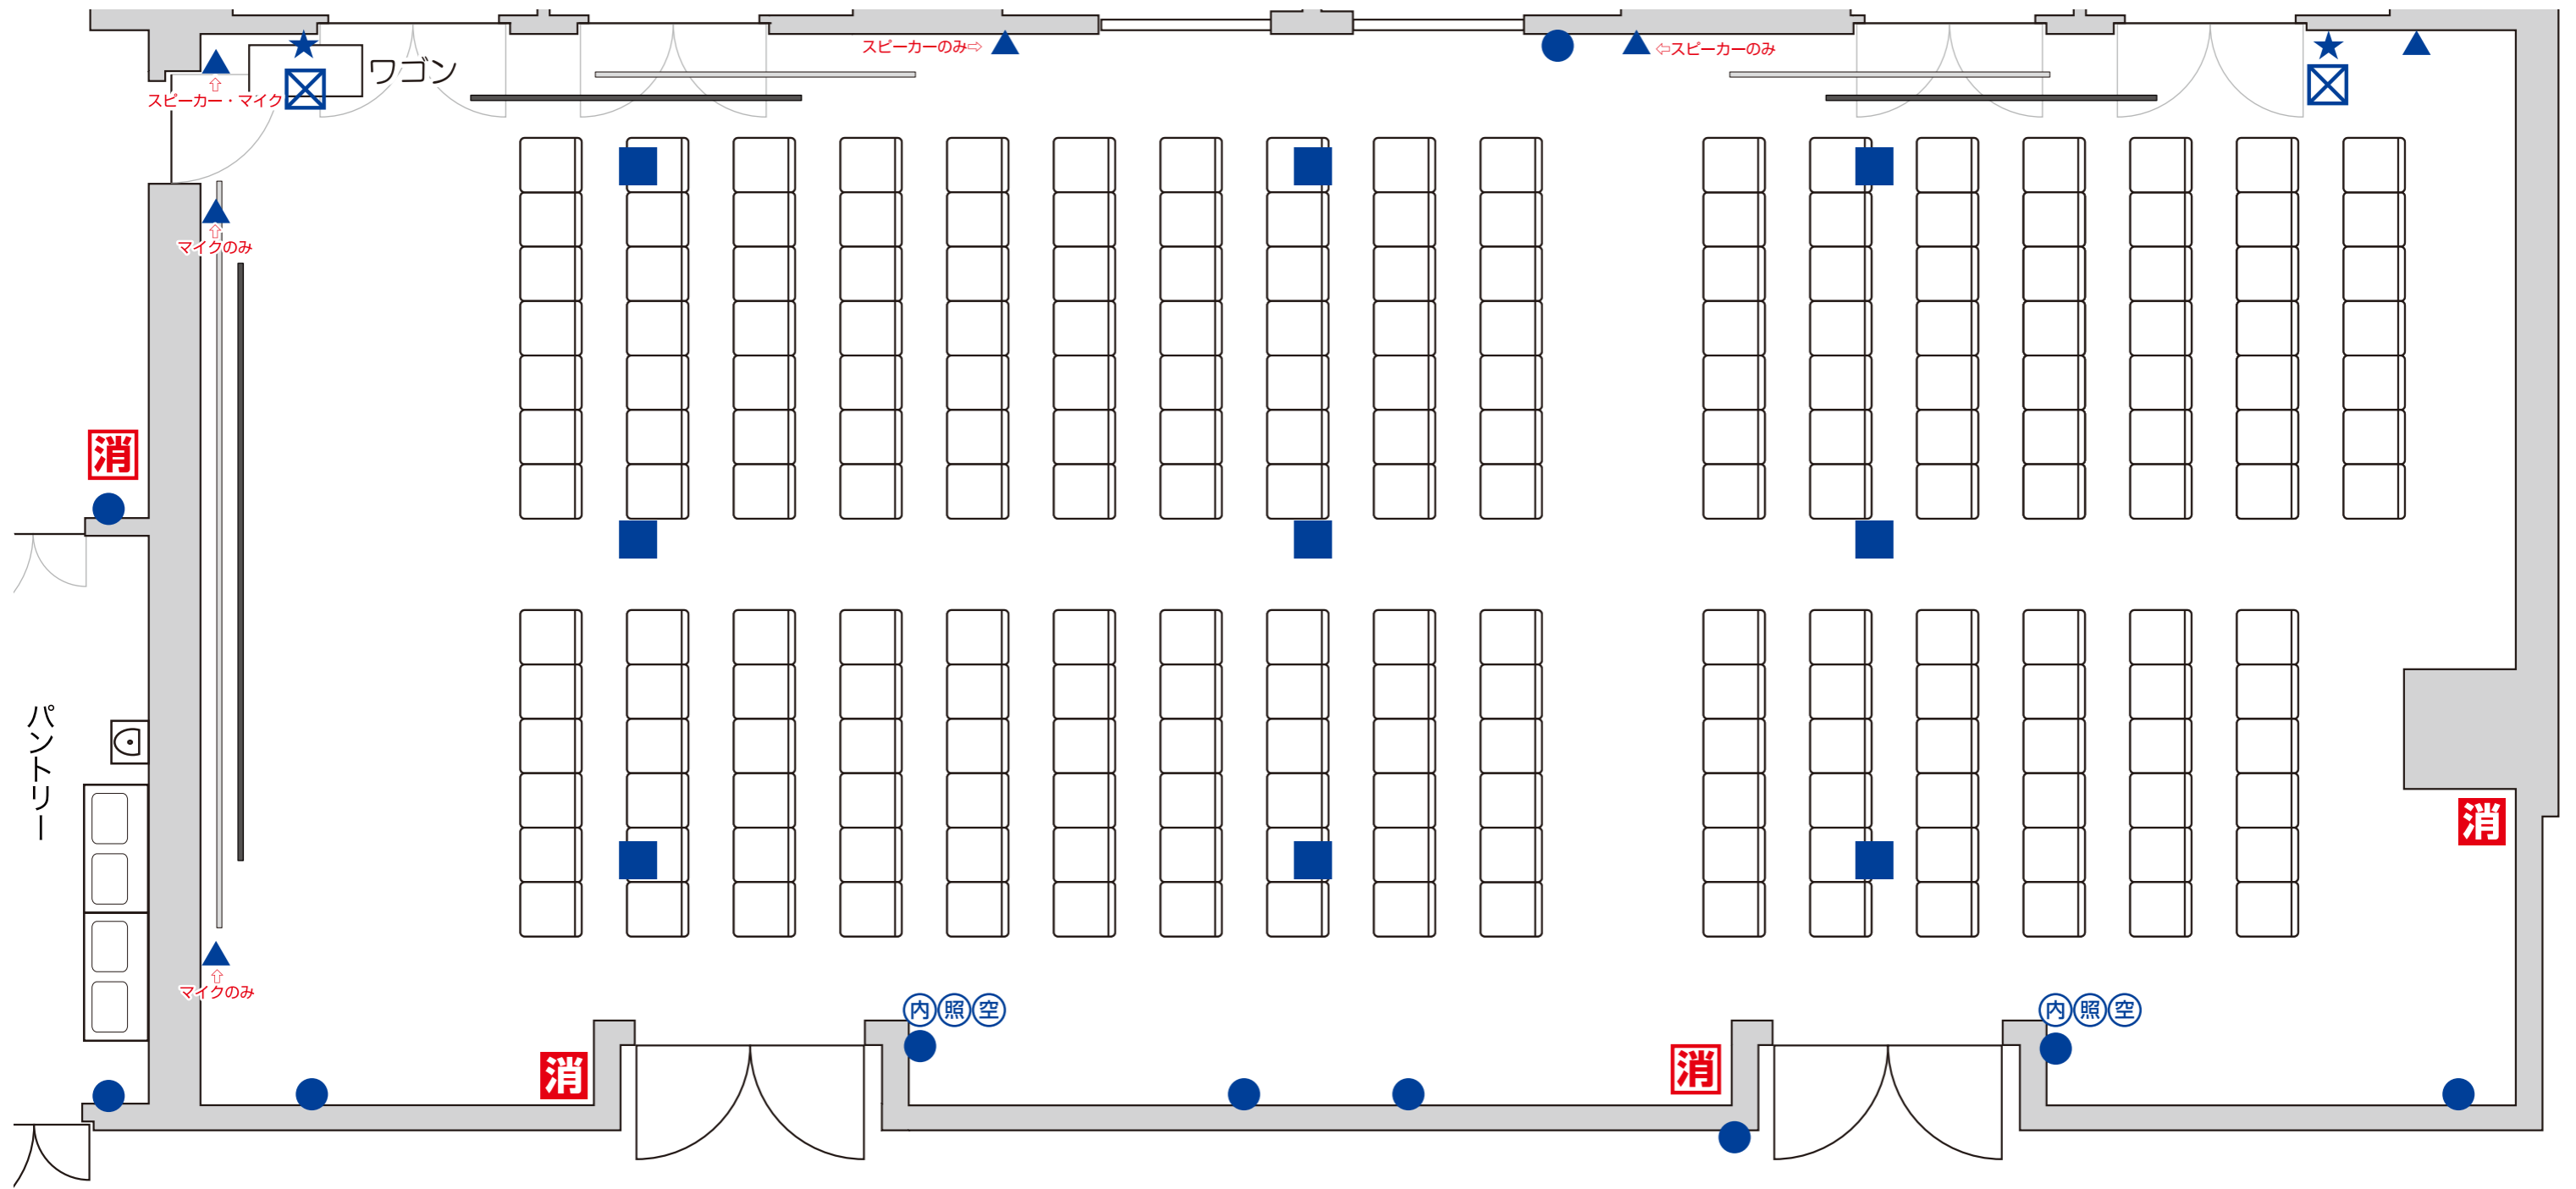 スピーカーのみ⇨
⇦スピーカーのみ
ワゴン
⇧
スピーカー・マイク
⇧
マイクのみ
消
パントリー
消
⇧
マイクのみ
内照空
内照空
消
消